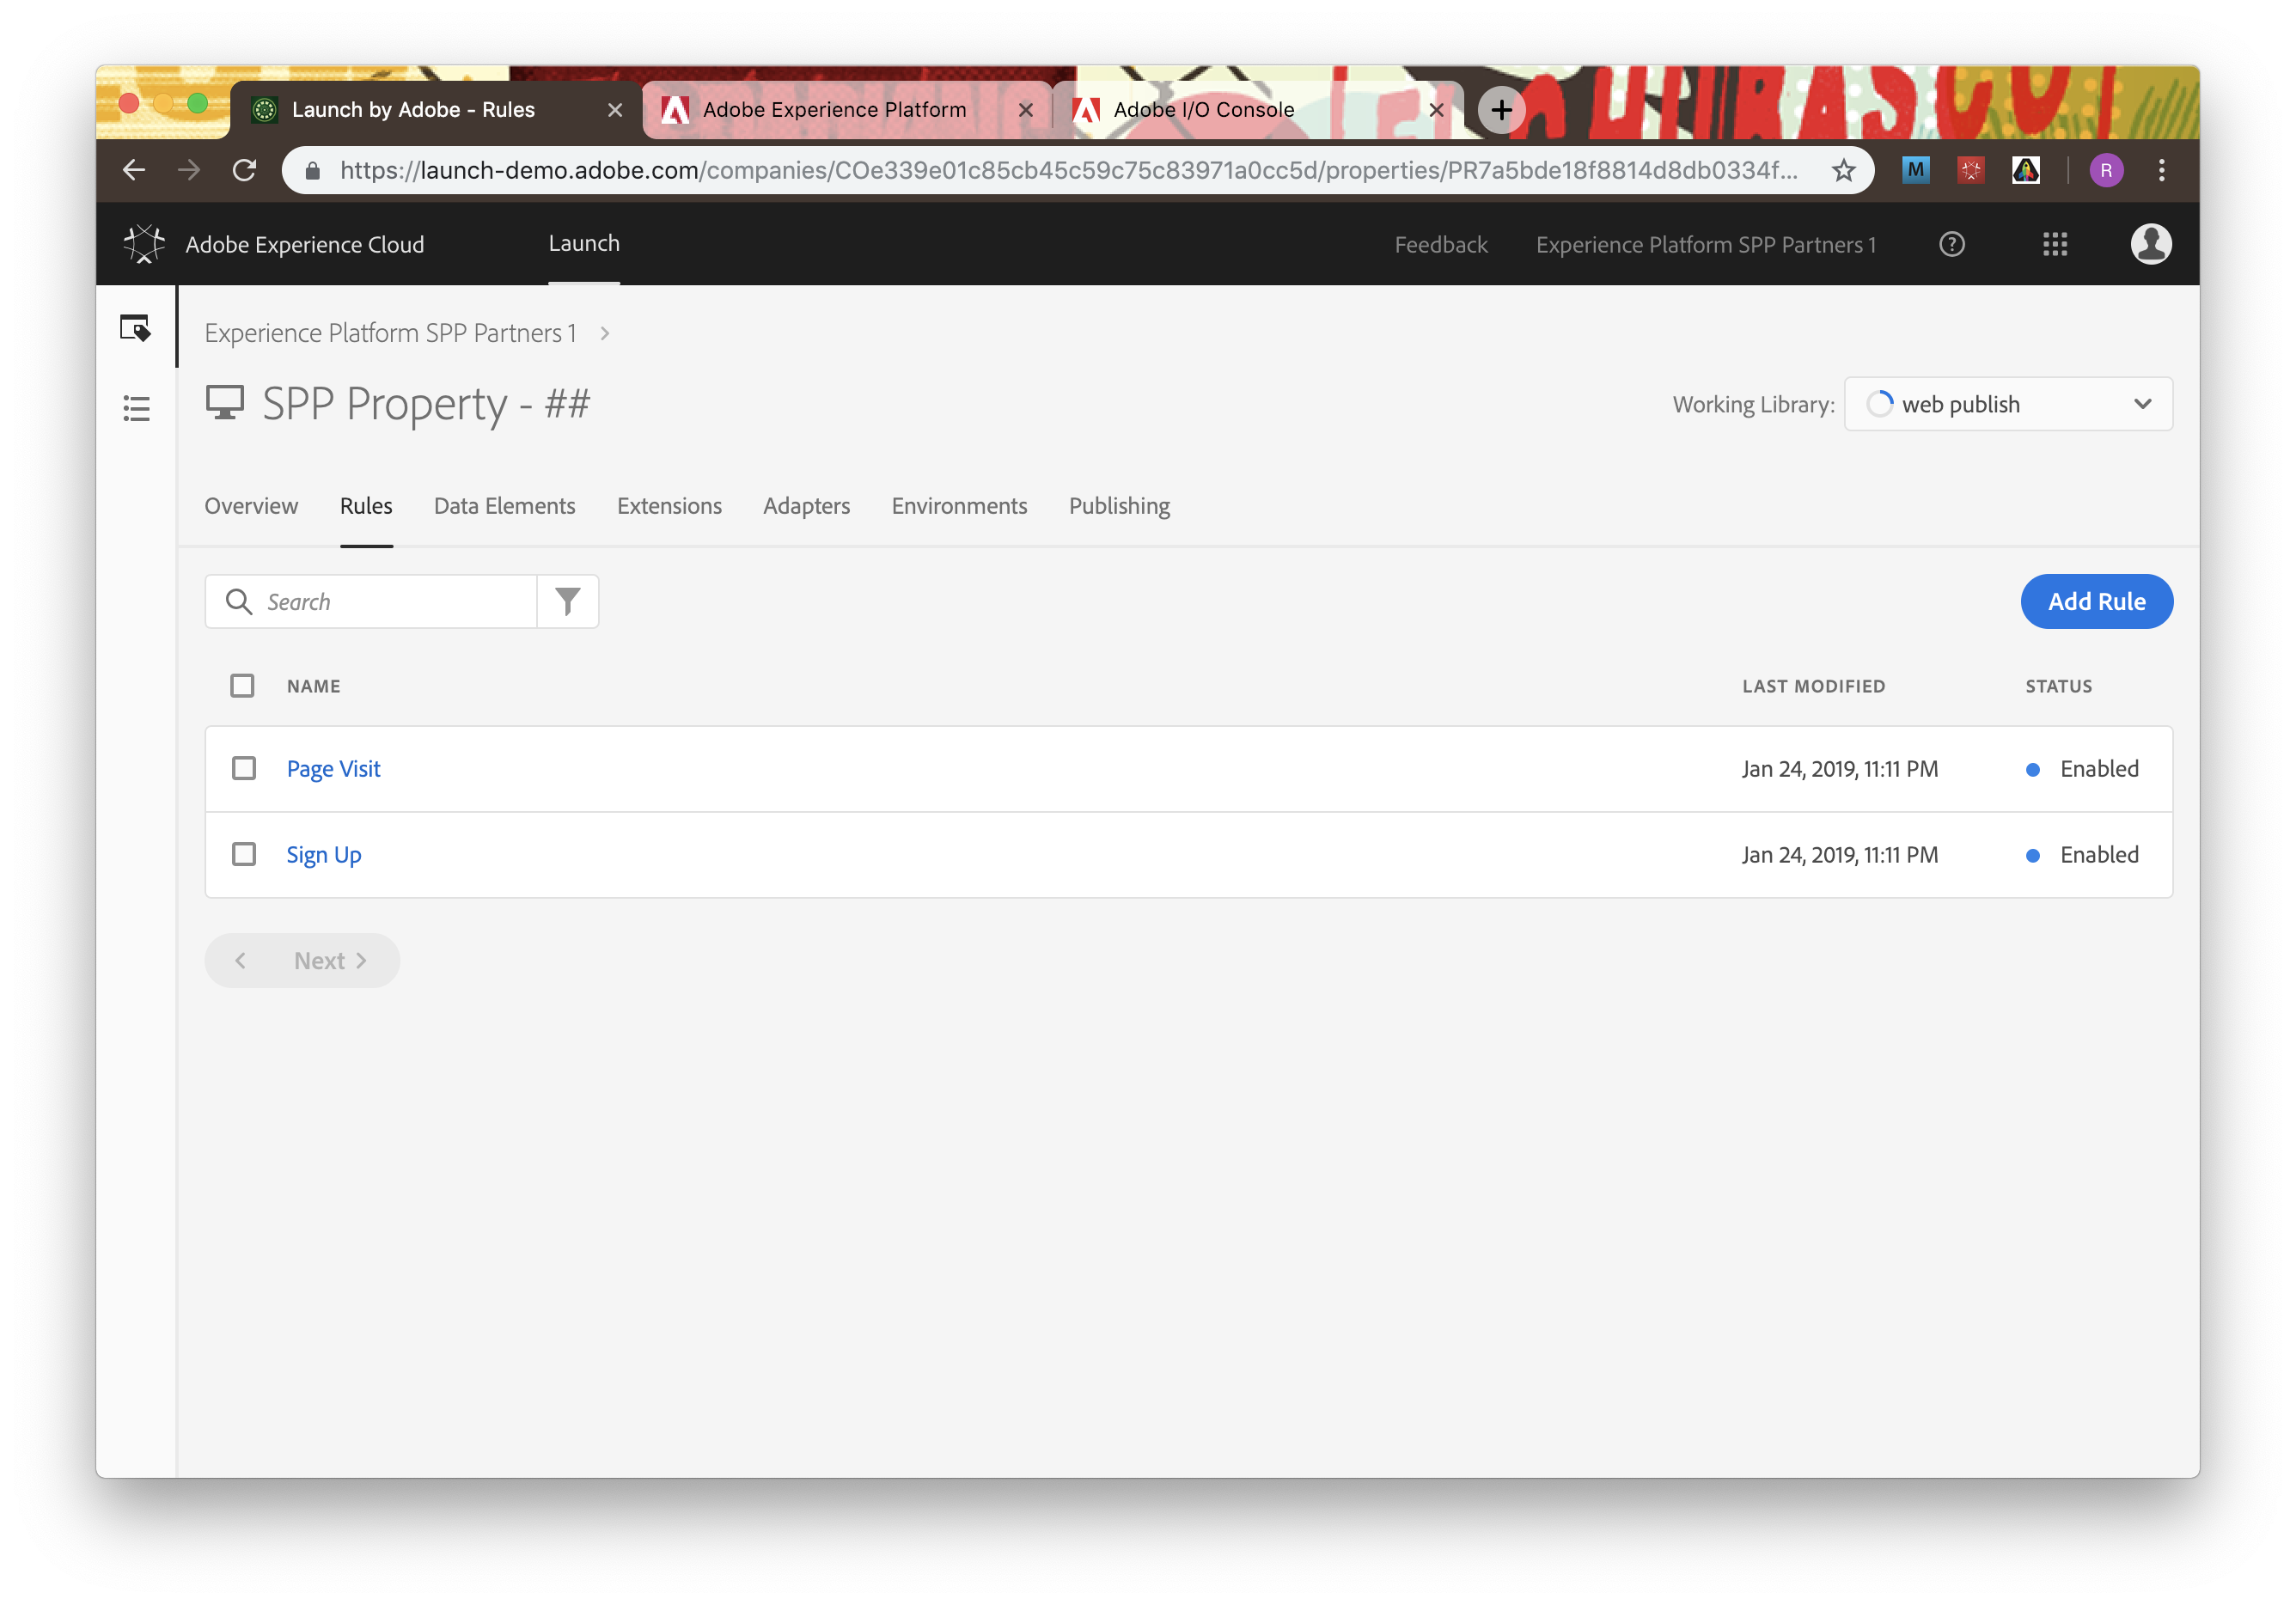 Launch by Adobe - Rules
Adobe Experience Platform
Adobe I/O Console
https://launch-demo.adobe.com/companies/COe339e01c85cb45c59c75c83971a0cc5d/properties/PR7a5bde18f8814d8db0334f...
M
R
Adobe Experience Cloud
Launch
Feedback
Experience Platform SPP Partners 1
Experience Platform SPP Partners 1
SPP Property - ##
Working Library:
web publish
Overview
Rules
Data Elements
Extensions
Adapters
Environments
Publishing
Search
Add Rule
NAME
LAST MODIFIED
STATUS
Page Visit
Jan 24, 2019, 11:11 PM
Enabled
Sign Up
Jan 24, 2019, 11:11 PM
Enabled
Next